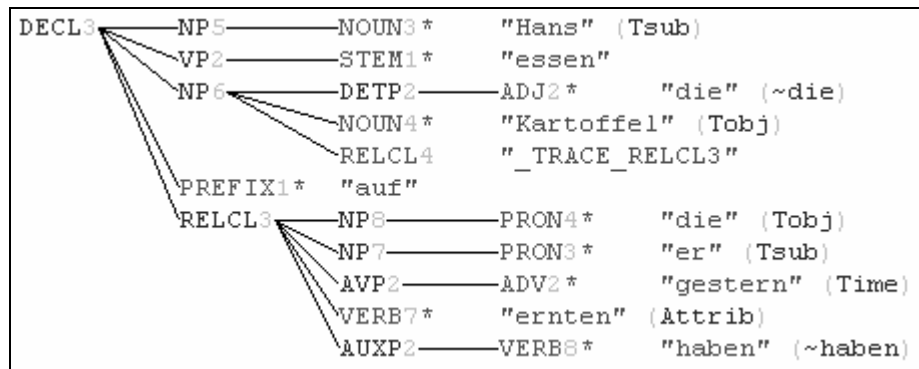 DECL3 NP5 NOUN3* "Hans" (Tsub)
VP2 STEM1* "essen"
NP6 DETP2 ADJ2* "die" (~die)
NOUN4* "Kartoffel" (Tobj)
RELCL4 "_TRACE_RELCL3"
PREFIX1* "auf"
RELCL3 NP8 PRON4* "die" (Tobj)
NP7 PRON3* "er" (Tsub)
AVP2 ADV2* "gestern" (Time)
VERB7* "ernten" (Attrib)
AUXP2 VERB8* "haben" (~haben)